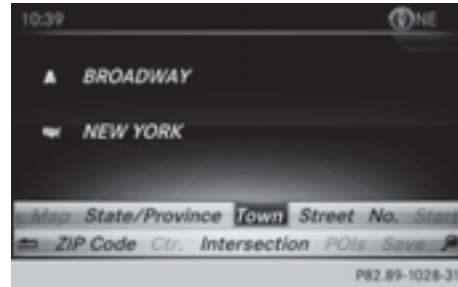 10:39 NE
BROADWAY
NEW YORK
Map State/Province Town Street No. Start
ZIP Code Ctr. Intersection POIs Save
P82.89-1028-31